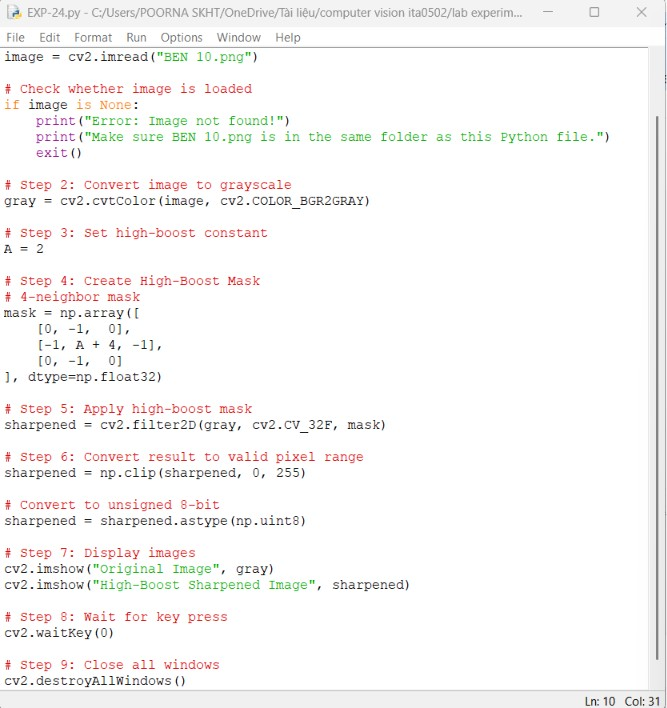 EXP-24.py - C:/Users/POORNA SKHT/OneDrive/Tài liệu/computer vision ita0502/lab experim...
File Edit Format Run Options Window Help
image = cv2.imread("BEN 10.png")

# Check whether image is loaded
if image is None:
    print("Error: Image not found!")
    print("Make sure BEN 10.png is in the same folder as this Python file.")
    exit()

# Step 2: Convert image to grayscale
gray = cv2.cvtColor(image, cv2.COLOR_BGR2GRAY)

# Step 3: Set high-boost constant
A = 2

# Step 4: Create High-Boost Mask
# 4-neighbor mask
mask = np.array([
    [0, -1,  0],
    [-1, A + 4, -1],
    [0, -1,  0]
], dtype=np.float32)

# Step 5: Apply high-boost mask
sharpened = cv2.filter2D(gray, cv2.CV_32F, mask)

# Step 6: Convert result to valid pixel range
sharpened = np.clip(sharpened, 0, 255)

# Convert to unsigned 8-bit
sharpened = sharpened.astype(np.uint8)

# Step 7: Display images
cv2.imshow("Original Image", gray)
cv2.imshow("High-Boost Sharpened Image", sharpened)

# Step 8: Wait for key press
cv2.waitKey(0)

# Step 9: Close all windows
cv2.destroyAllWindows()
Ln: 10 Col: 31